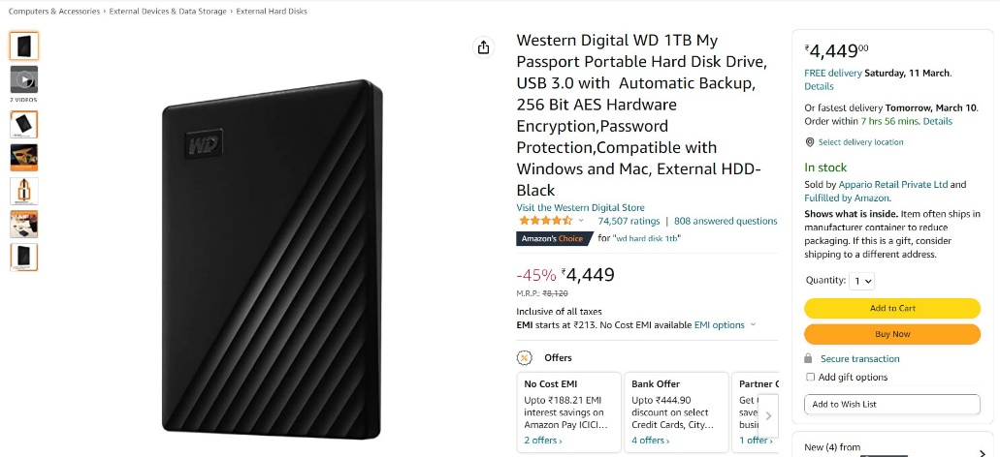 Computers & Accessories › External Devices & Data Storage › External Hard Disks
2 VIDEOS
WD
Western Digital WD 1TB My
Passport Portable Hard Disk Drive,
USB 3.0 with Automatic Backup,
256 Bit AES Hardware
Encryption,Password
Protection,Compatible with
Windows and Mac, External HDD-
Black
Visit the Western Digital Store
74,507 ratings | 808 answered questions
Amazon's Choice for "wd hard disk 1tb"
-45% ₹4,449
M.R.P.: ₹8,120
Inclusive of all taxes
EMI starts at ₹213. No Cost EMI available EMI options
Offers
No Cost EMI
Upto ₹188.21 EMI
interest savings on
Amazon Pay ICICI...
2 offers ›
Bank Offer
Upto ₹444.90
discount on select
Credit Cards, City...
4 offers ›
Partner
Get
save
1 offer ›
₹4,44900
FREE delivery Saturday, 11 March.
Details
Or fastest delivery Tomorrow, March 10.
Order within 7 hrs 56 mins. Details
Select delivery location
In stock
Sold by Appario Retail Private Ltd and
Fulfilled by Amazon.
Shows what is inside. Item often ships in
manufacturer container to reduce
packaging. If this is a gift, consider
shipping to a different address.
Quantity: 1
Add to Cart
Buy Now
Secure transaction
Add gift options
Add to Wish List
New (4) from